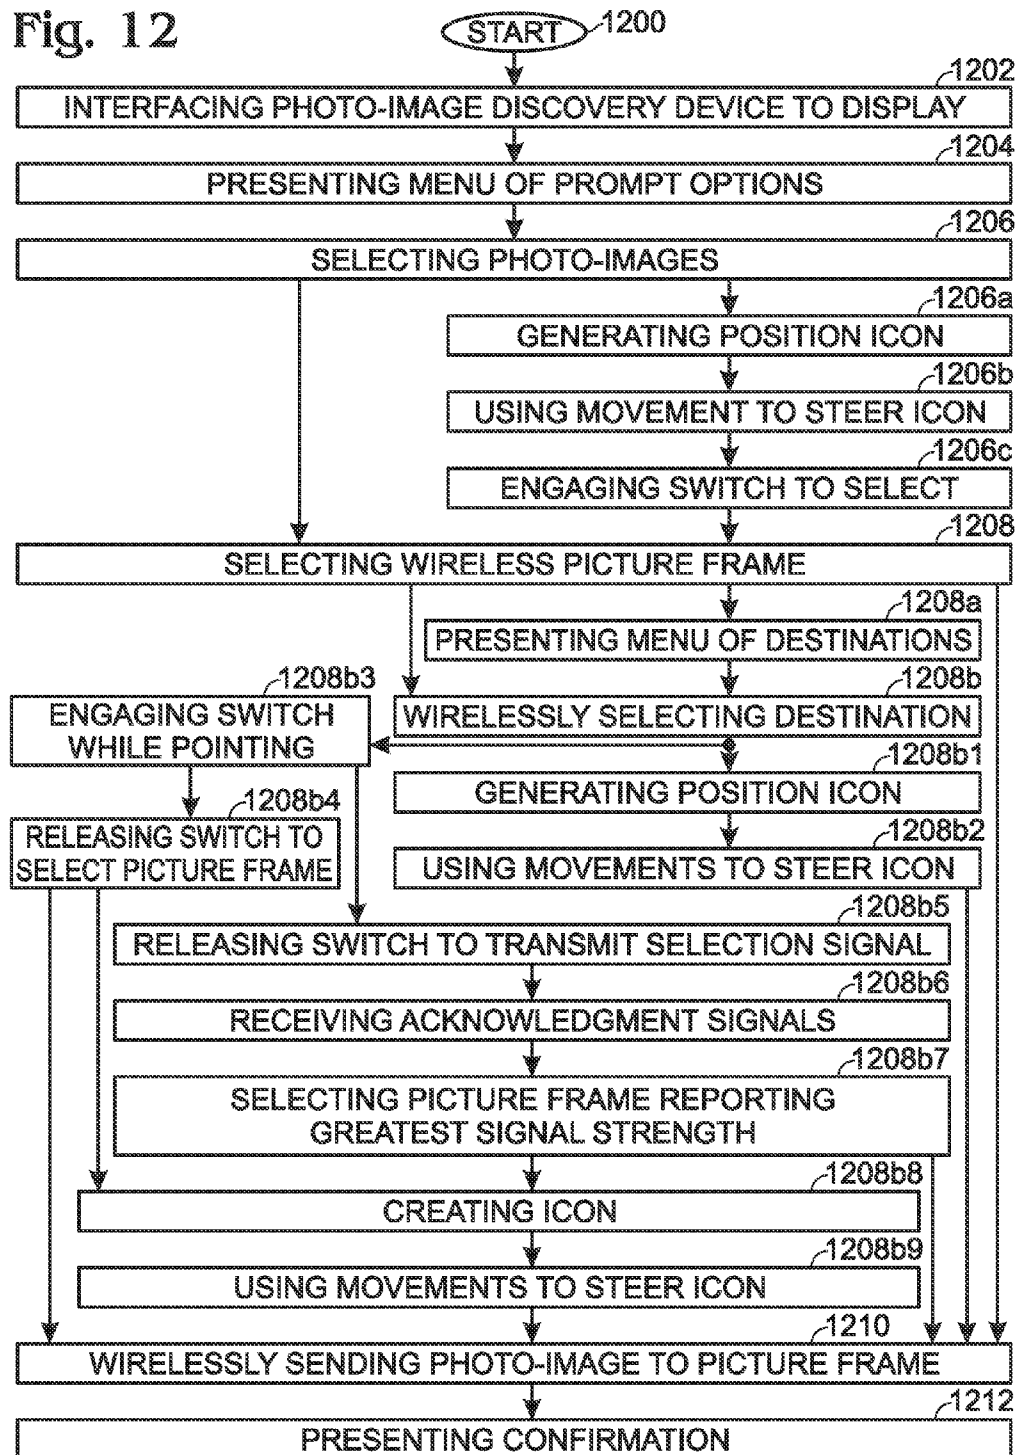 Fig. 12
START
1200
1202
INTERFACING PHOTO-IMAGE DISCOVERY DEVICE TO DISPLAY
1204
PRESENTING MENU OF PROMPT OPTIONS
1206
SELECTING PHOTO-IMAGES
1206a
GENERATING POSITION ICON
1206b
USING MOVEMENT TO STEER ICON
1206c
ENGAGING SWITCH TO SELECT
1208
SELECTING WIRELESS PICTURE FRAME
1208a
PRESENTING MENU OF DESTINATIONS
1208b
WIRELESSLY SELECTING DESTINATION
1208b3
ENGAGING SWITCH
WHILE POINTING
1208b1
GENERATING POSITION ICON
1208b4
RELEASING SWITCH TO
SELECT PICTURE FRAME
1208b2
USING MOVEMENTS TO STEER ICON
1208b5
RELEASING SWITCH TO TRANSMIT SELECTION SIGNAL
1208b6
RECEIVING ACKNOWLEDGMENT SIGNALS
1208b7
SELECTING PICTURE FRAME REPORTING
GREATEST SIGNAL STRENGTH
1208b8
CREATING ICON
1208b9
USING MOVEMENTS TO STEER ICON
1210
WIRELESSLY SENDING PHOTO-IMAGE TO PICTURE FRAME
1212
PRESENTING CONFIRMATION